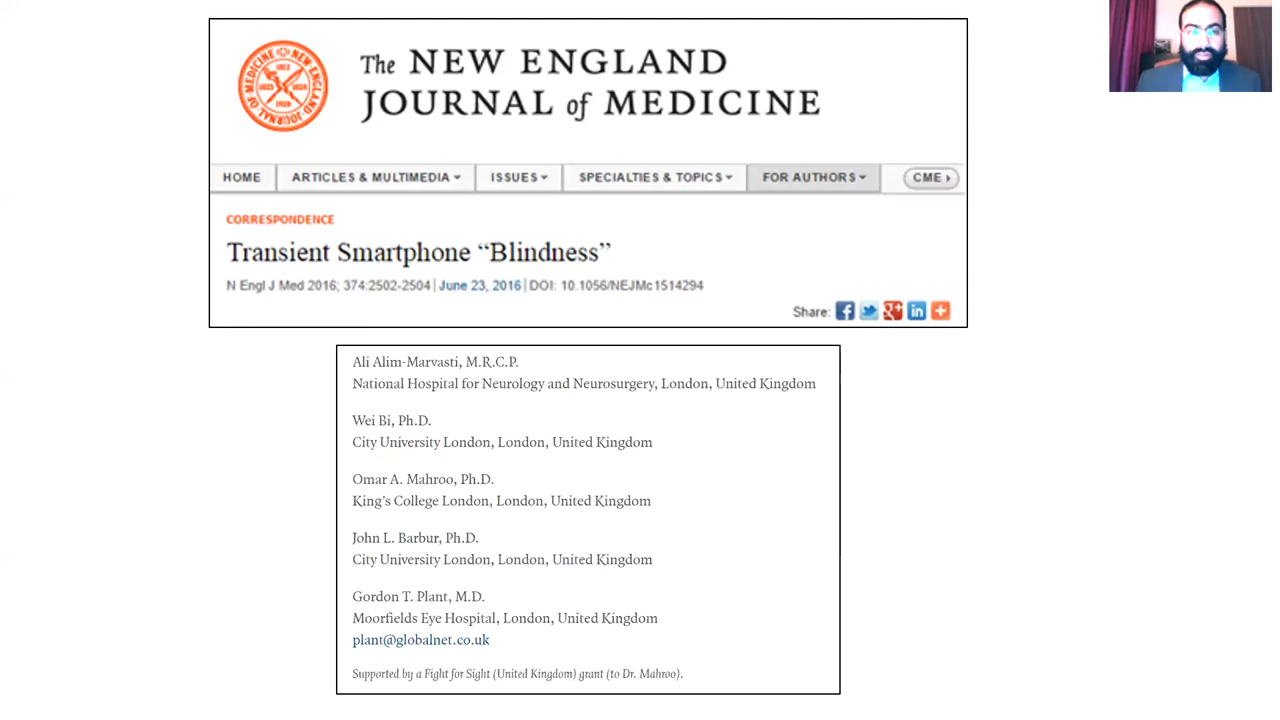 The NEW ENGLAND
JOURNAL of MEDICINE
HOME ARTICLES & MULTIMEDIA ISSUES SPECIALTIES & TOPICS FOR AUTHORS CME
CORRESPONDENCE
Transient Smartphone “Blindness”
N Engl J Med 2016; 374:2502-2504 | June 23, 2016 | DOI: 10.1056/NEJMc1514294
Share:
Ali Alim-Marvasti, M.R.C.P.
National Hospital for Neurology and Neurosurgery, London, United Kingdom
Wei Bi, Ph.D.
City University London, London, United Kingdom
Omar A. Mahroo, Ph.D.
King’s College London, London, United Kingdom
John L. Barbur, Ph.D.
City University London, London, United Kingdom
Gordon T. Plant, M.D.
Moorfields Eye Hospital, London, United Kingdom
plant@globalnet.co.uk
Supported by a Fight for Sight (United Kingdom) grant (to Dr. Mahroo).